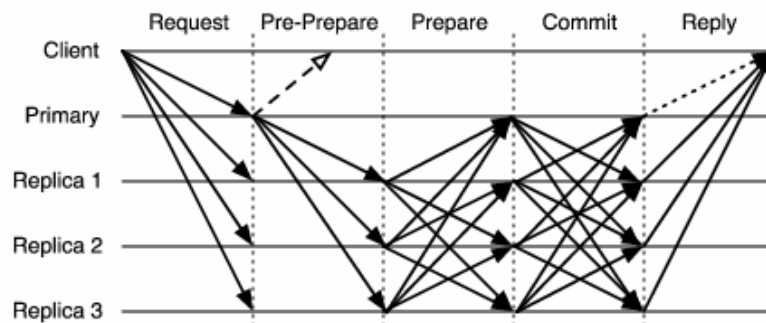 Request Pre-Prepare Prepare Commit Reply
Client
Primary
Replica 1
Replica 2
Replica 3